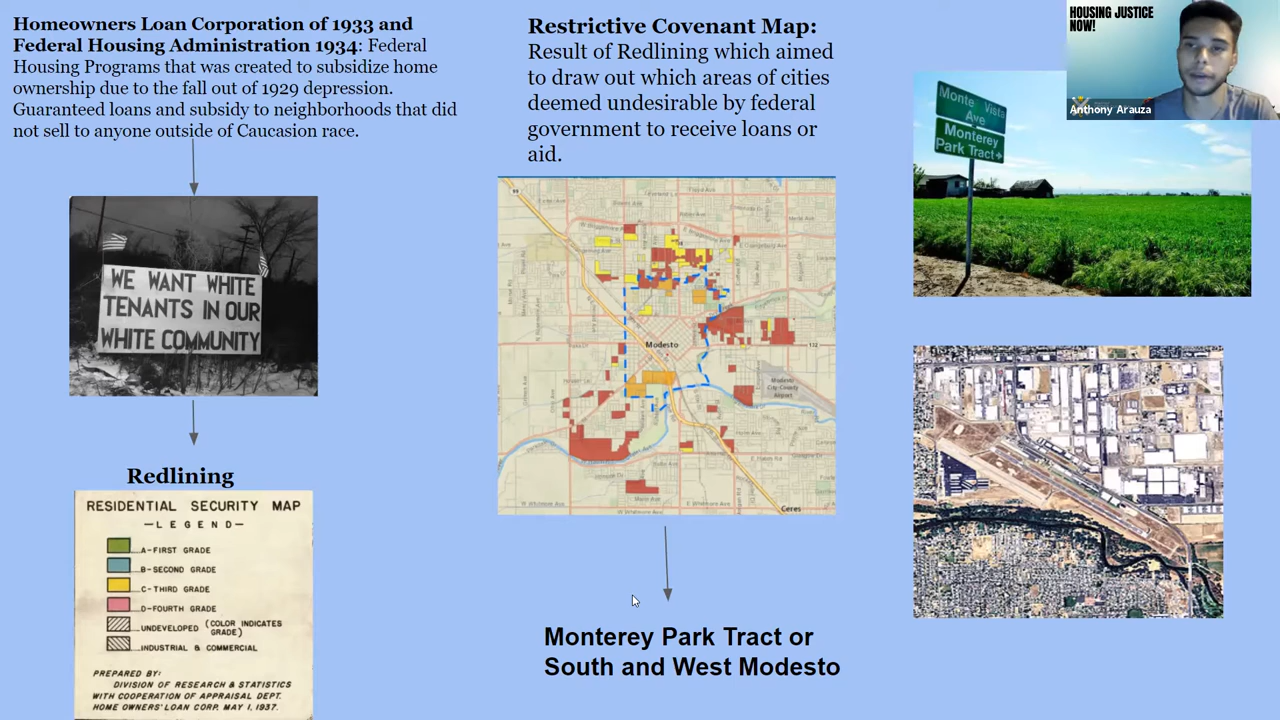 Homeowners Loan Corporation of 1933 and
Federal Housing Administration 1934: Federal
Housing Programs that was created to subsidize home
ownership due to the fall out of 1929 depression.
Guaranteed loans and subsidy to neighborhoods that did
not sell to anyone outside of Caucasion race.
WE WANT WHITE
TENANTS IN OUR
WHITE COMMUNITY
Redlining
RESIDENTIAL SECURITY MAP
—LEGEND—
A-FIRST GRADE
B-SECOND GRADE
C-THIRD GRADE
D-FOURTH GRADE
UNDEVELOPED (COLOR INDICATES
GRADE)
INDUSTRIAL & COMMERCIAL
PREPARED BY:
DIVISION OF RESEARCH & STATISTICS
WITH COOPERATION OF APPRAISAL DEPT.
HOME OWNERS' LOAN CORP. MAY 1, 1937.
Restrictive Covenant Map:
Result of Redlining which aimed
to draw out which areas of cities
deemed undesirable by federal
government to receive loans or
aid.
99
Modesto
132
Modesto
City-County
Airport
Ceres
Monterey Park Tract or
South and West Modesto
HOUSING JUSTICE
NOW!
Anthony Arauza
Monte Vista
Ave
Monterey
Park Tract→